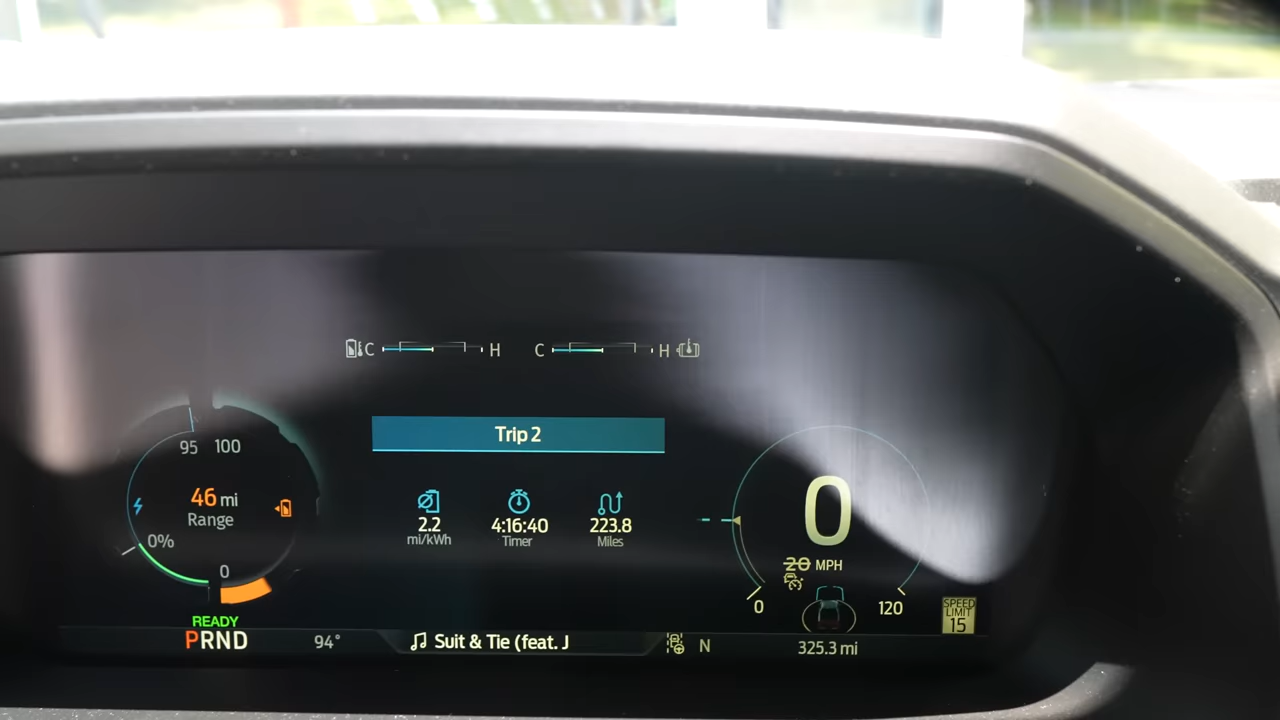 C H C H
Trip 2
95 100
46 mi
Range
0%
0
2.2
mi/kWh
4:16:40
Timer
223.8
Miles
0
20 MPH
0 120
SPEED
LIMIT
15
READY
PRND
94°
Suit & Tie (feat. J
N
325.3 mi